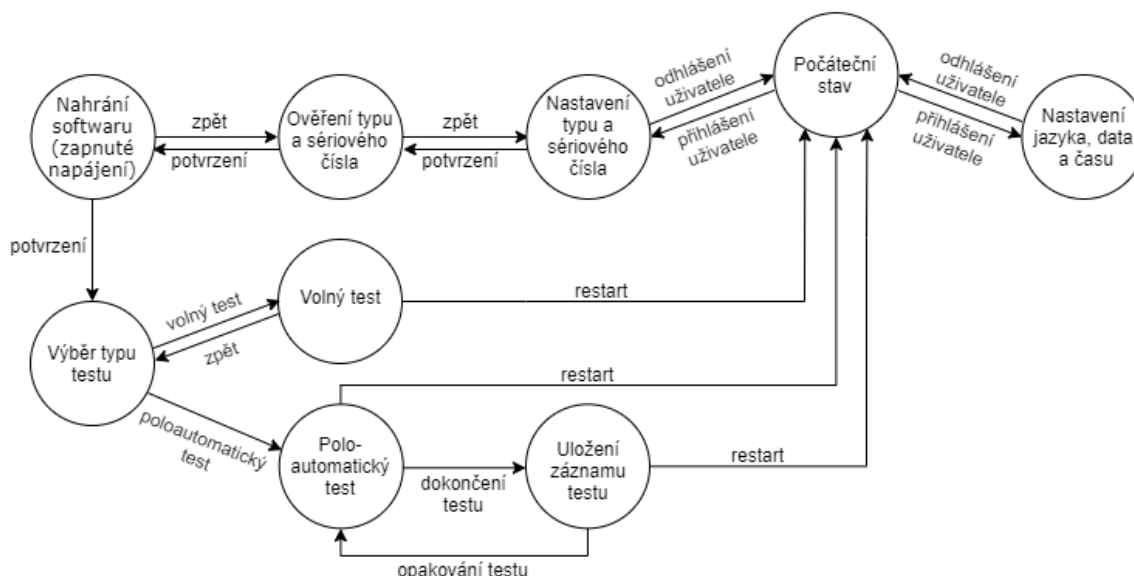 Nahrání
softwaru
(zapnuté
napájení)
zpět
potvrzení
Ověření typu
a sériového
čísla
zpět
potvrzení
Nastavení
typu a
sériového
čísla
odhlášení
uživatele
přihlášení
uživatele
Počáteční
stav
odhlášení
uživatele
přihlášení
uživatele
Nastavení
jazyka, data
a času
potvrzení
Výběr typu
testu
volný test
zpět
Volný test
restart
poloautomatický
test
Polo-
automatický
test
restart
dokončení
testu
Uložení
záznamu
testu
restart
opakování testu